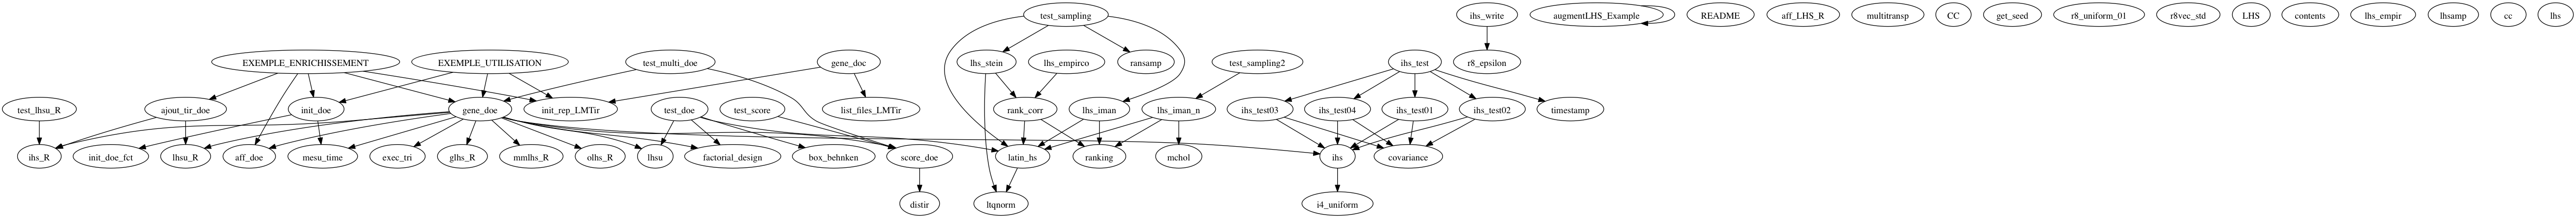 test_sampling
ihs_write
augmentLHS_Example
README
aff_LHS_R
multitransp
CC
get_seed
r8_uniform_01
r8vec_std
LHS
contents
lhs_empir
lhsamp
cc
lhs
EXEMPLE_ENRICHISSEMENT
EXEMPLE_UTILISATION
test_multi_doe
gene_doc
lhs_stein
lhs_empirco
ransamp
test_sampling2
ihs_test
r8_epsilon
test_lhsu_R
ajout_tir_doe
init_doe
gene_doe
init_rep_LMTir
test_doe
test_score
list_files_LMTir
rank_corr
lhs_iman
lhs_iman_n
ihs_test03
ihs_test04
ihs_test01
ihs_test02
timestamp
ihs_R
init_doe_fct
lhsu_R
aff_doe
mesu_time
exec_tri
glhs_R
mmlhs_R
olhs_R
lhsu
factorial_design
box_behnken
score_doe
latin_hs
ranking
mchol
ihs
covariance
distir
ltqnorm
i4_uniform